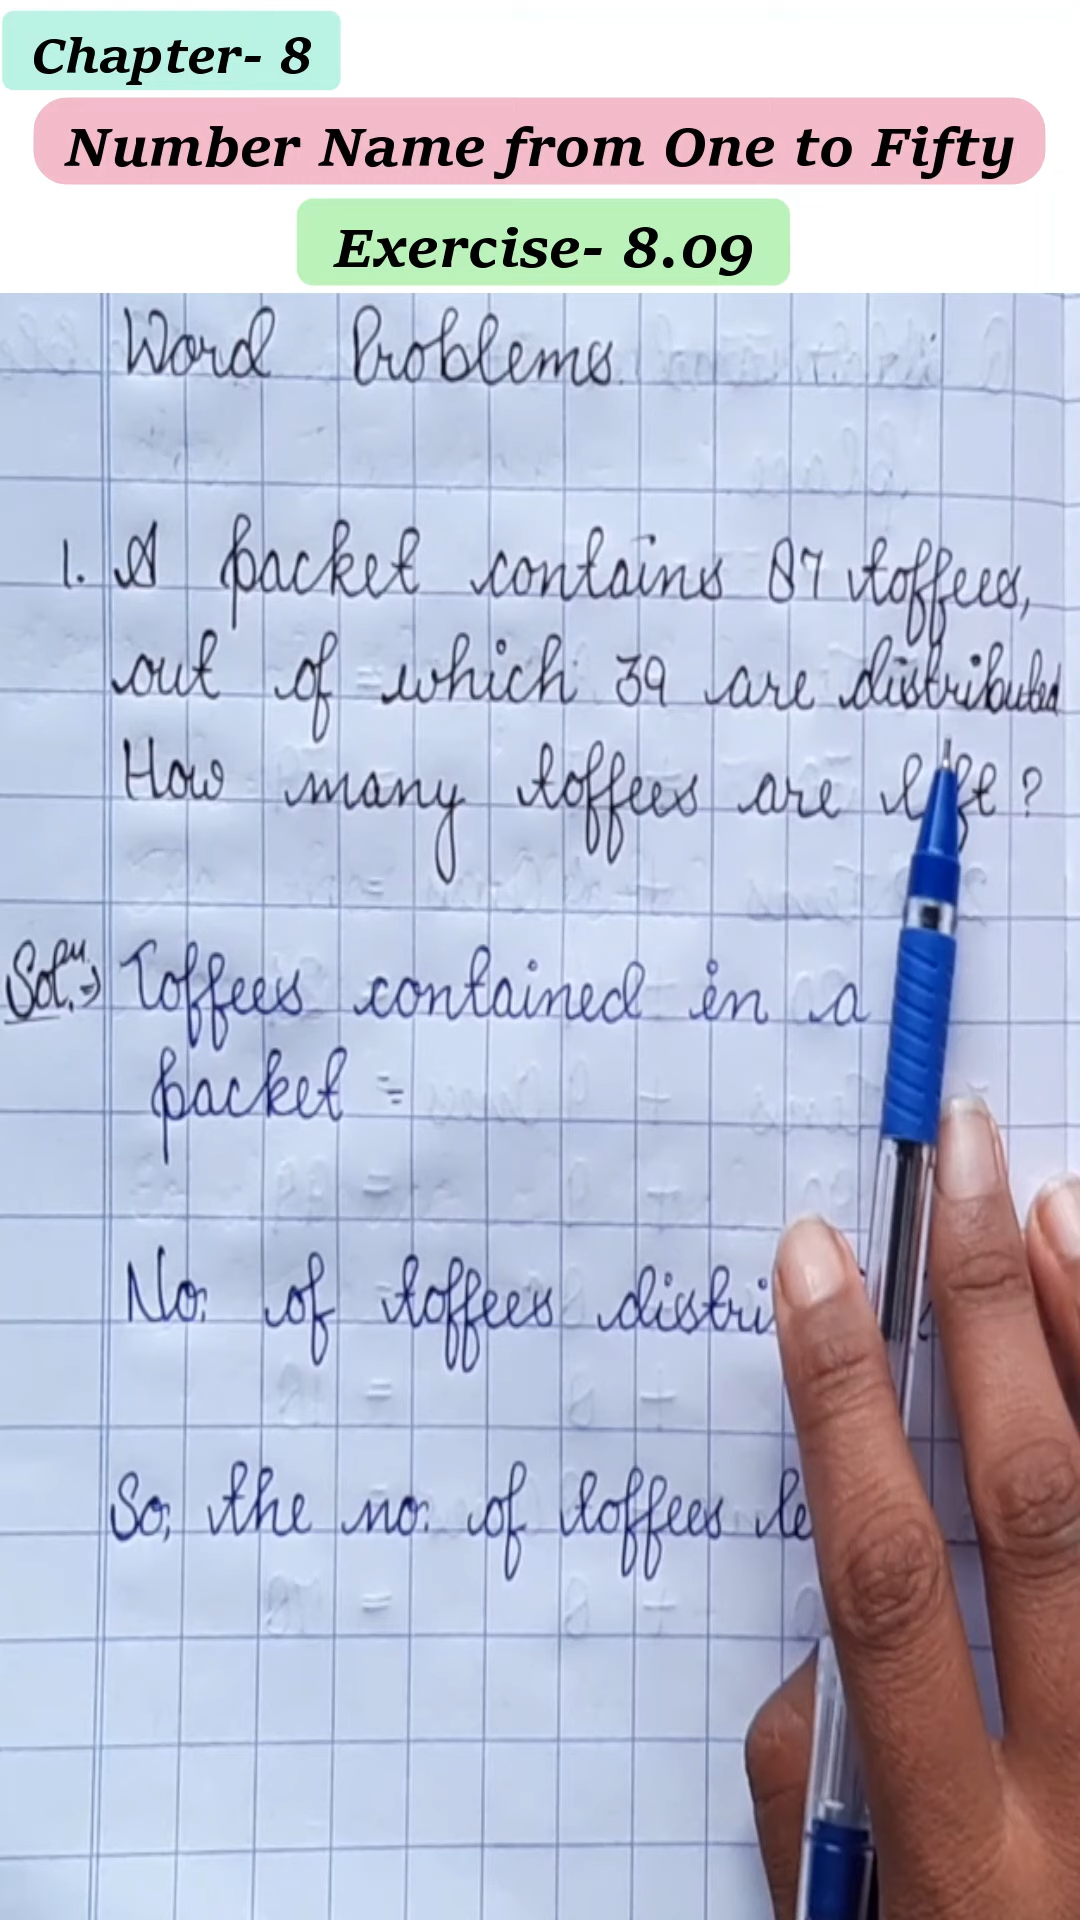 Chapter- 8
Number Name from One to Fifty
Exercise- 8.09
Word Problems.
1. A packet contains 87 toffees,
out of which 39 are distributed
How many toffees are left?
Soln. ⇒ Toffees contained in a
packet =
No. of toffees
So, the no. of toffees